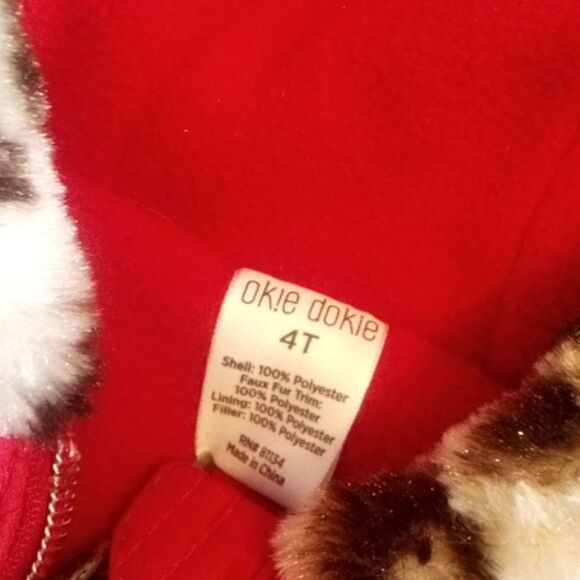 okie dokie
4T
Shell: 100% Polyester
Faux Fur Trim:
100% Polyester
Lining: 100% Polyester
Filler: 100% Polyester
RN# 81134
Made in China